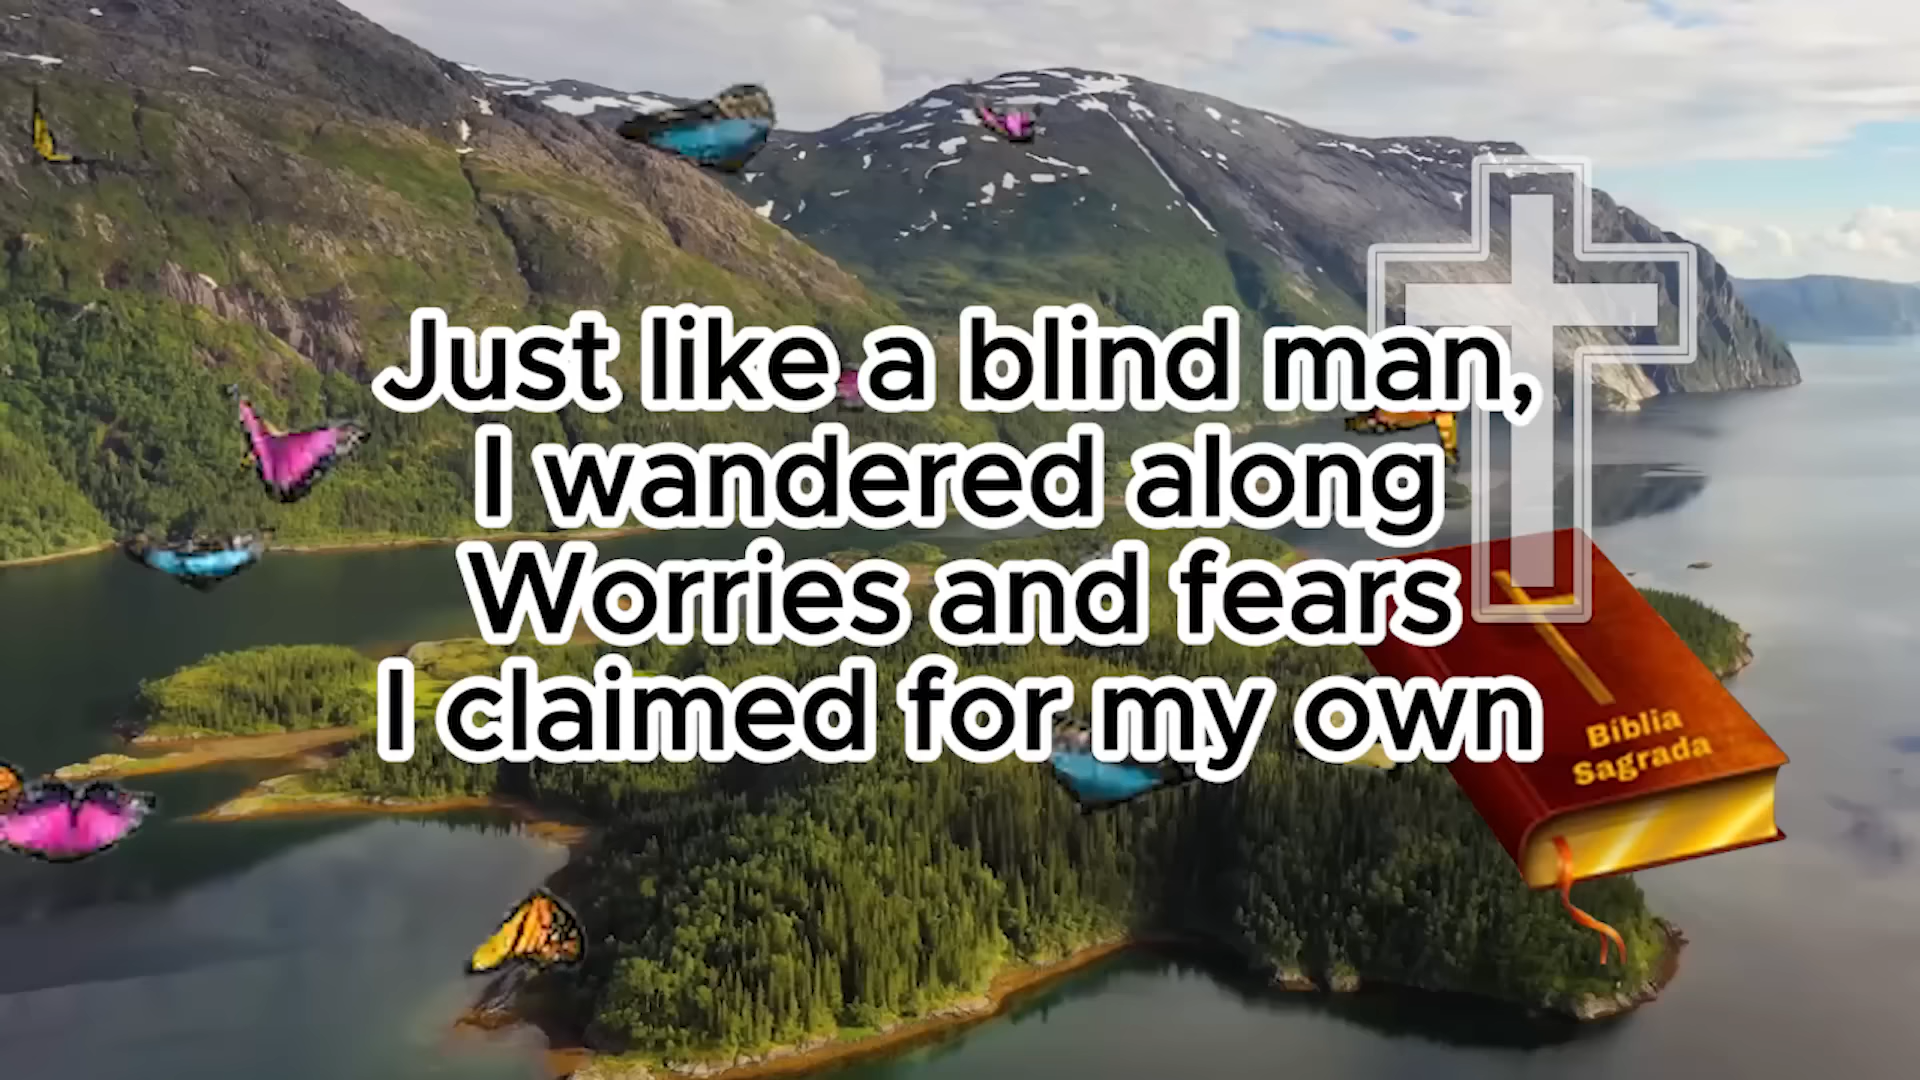 Just like a blind man,
I wandered along
Worries and fears
I claimed for my own
Bíblia
Sagrada